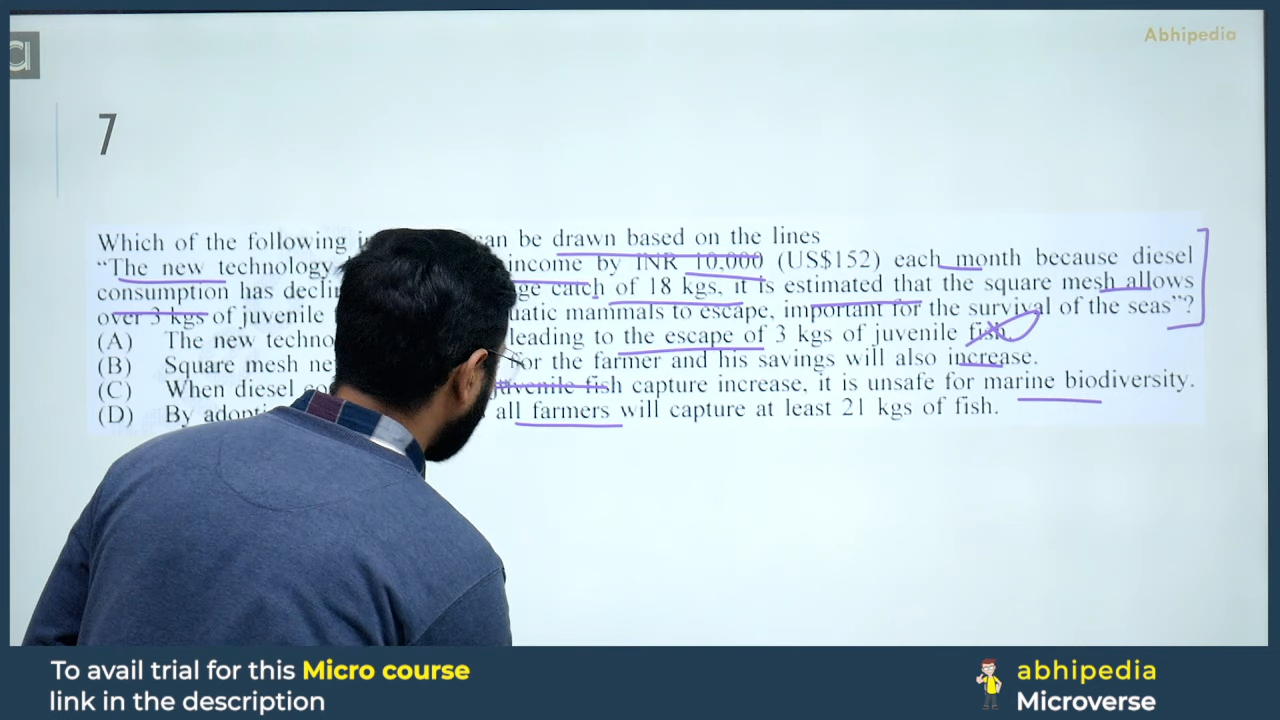 a
Abhipedia
7
Which of the following can be drawn based on the lines
“The new technology income by INR 10,000 (US$152) each month because diesel
consumption has catch of 18 kgs, it is estimated that the square mesh allows
over 3 kgs of juvenile mammals to escape, important for the survival of the seas”?
(A) The new leading to the escape of 3 kgs of juvenile fish.
(B) Square mesh for the farmer and his savings will also increase.
(C) When diesel juvenile fish capture increase, it is unsafe for marine biodiversity.
(D) By all farmers will capture at least 21 kgs of fish.
To avail trial for this Micro course
link in the description
abhipedia
Microverse